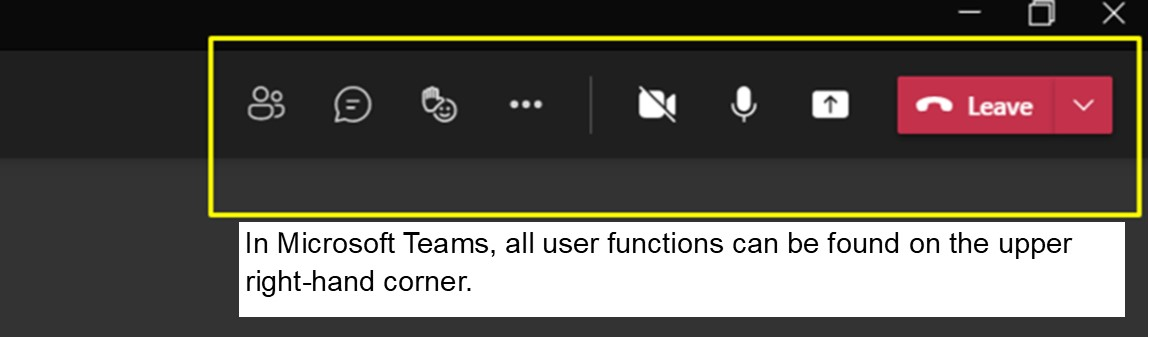 Leave
In Microsoft Teams, all user functions can be found on the upper
right-hand corner.